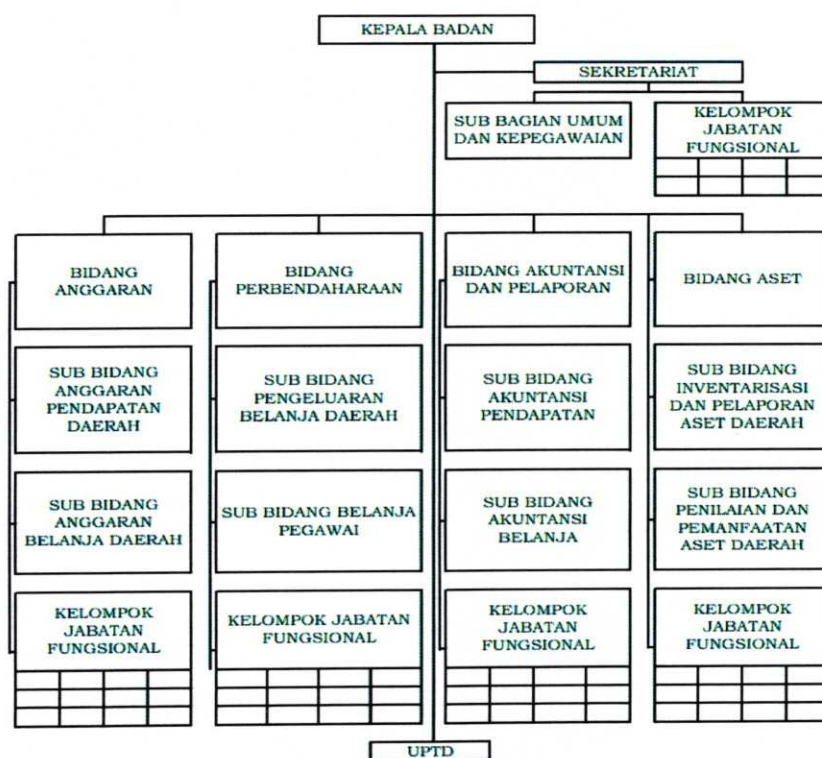 KEPALA BADAN
SEKRETARIAT
SUB BAGIAN UMUM
DAN KEPEGAWAIAN
KELOMPOK
JABATAN
FUNGSIONAL
BIDANG
ANGGARAN
BIDANG
PERBENDAHARAAN
BIDANG AKUNTANSI
DAN PELAPORAN
BIDANG ASET
SUB BIDANG
ANGGARAN
PENDAPATAN
DAERAH
SUB BIDANG
PENGELUARAN
BELANJA DAERAH
SUB BIDANG
AKUNTANSI
PENDAPATAN
SUB BIDANG
INVENTARISASI
DAN PELAPORAN
ASET DAERAH
SUB BIDANG
ANGGARAN
BELANJA DAERAH
SUB BIDANG BELANJA
PEGAWAI
SUB BIDANG
AKUNTANSI
BELANJA
SUB BIDANG
PENILAIAN DAN
PEMANFAATAN
ASET DAERAH
KELOMPOK
JABATAN
FUNGSIONAL
KELOMPOK JABATAN
FUNGSIONAL
KELOMPOK
JABATAN
FUNGSIONAL
KELOMPOK
JABATAN
FUNGSIONAL
UPTD